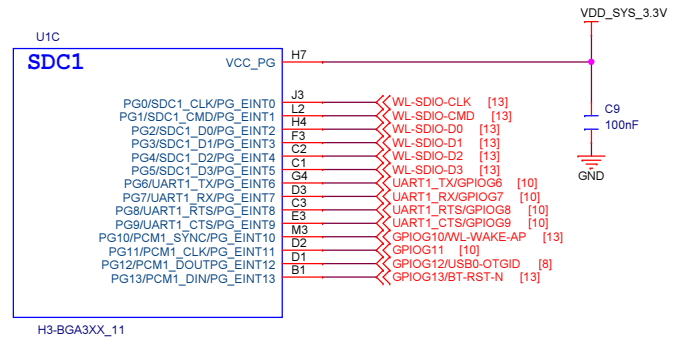 VDD_SYS_3.3V
U1C
SDC1
VCC_PG H7
C9
100nF
GND
PG0/SDC1_CLK/PG_EINT0 J3 WL-SDIO-CLK [13]
PG1/SDC1_CMD/PG_EINT1 L2 WL-SDIO-CMD [13]
PG2/SDC1_D0/PG_EINT2 H4 WL-SDIO-D0 [13]
PG3/SDC1_D1/PG_EINT3 F3 WL-SDIO-D1 [13]
PG4/SDC1_D2/PG_EINT4 C2 WL-SDIO-D2 [13]
PG5/SDC1_D3/PG_EINT5 C1 WL-SDIO-D3 [13]
PG6/UART1_TX/PG_EINT6 G4 UART1_TX/GPIOG6 [10]
PG7/UART1_RX/PG_EINT7 D3 UART1_RX/GPIOG7 [10]
PG8/UART1_RTS/PG_EINT8 C3 UART1_RTS/GPIOG8 [10]
PG9/UART1_CTS/PG_EINT9 E3 UART1_CTS/GPIOG9 [10]
PG10/PCM1_SYNC/PG_EINT10 M3 GPIOG10/WL-WAKE-AP [13]
PG11/PCM1_CLK/PG_EINT11 D2 GPIOG11 [10]
PG12/PCM1_DOUTPG_EINT12 D1 GPIOG12/USB0-OTGID [8]
PG13/PCM1_DIN/PG_EINT13 B1 GPIOG13/BT-RST-N [13]
H3-BGA3XX_11